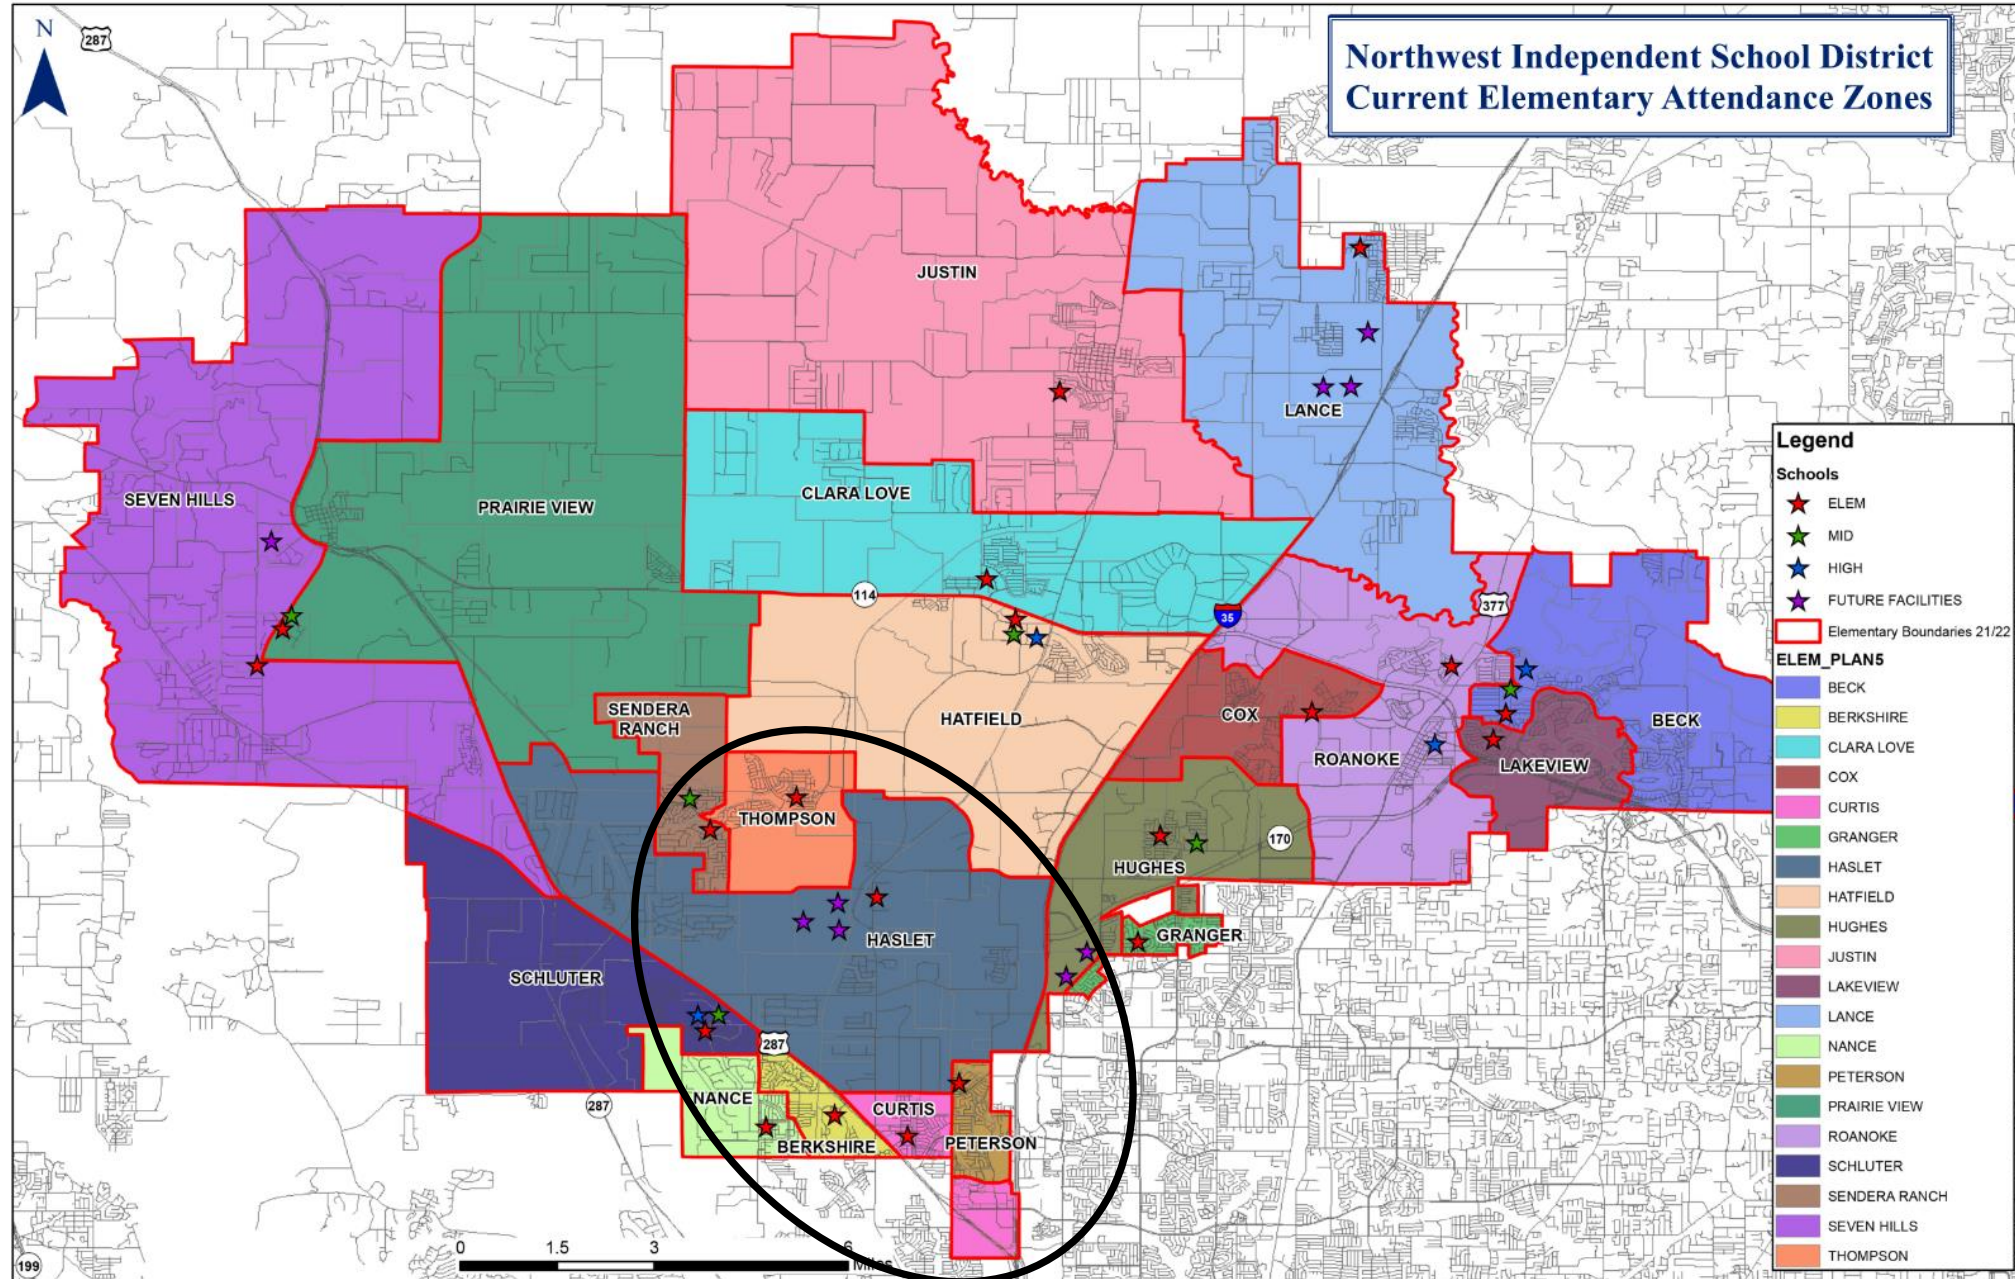 N
287
Northwest Independent School District
Current Elementary Attendance Zones
JUSTIN
LANCE
SEVEN HILLS
PRAIRIE VIEW
CLARA LOVE
114
35
377
SENDERA
RANCH
HATFIELD
COX
BECK
ROANOKE
LAKEVIEW
THOMPSON
170
HUGHES
HASLET
GRANGER
SCHLUTER
287
NANCE
287
CURTIS
BERKSHIRE
PETERSON
0 1.5 3 6
Miles
199
Legend
Schools
ELEM
MID
HIGH
FUTURE FACILITIES
Elementary Boundaries 21/22
ELEM_PLAN5
BECK
BERKSHIRE
CLARA LOVE
COX
CURTIS
GRANGER
HASLET
HATFIELD
HUGHES
JUSTIN
LAKEVIEW
LANCE
NANCE
PETERSON
PRAIRIE VIEW
ROANOKE
SCHLUTER
SENDERA RANCH
SEVEN HILLS
THOMPSON